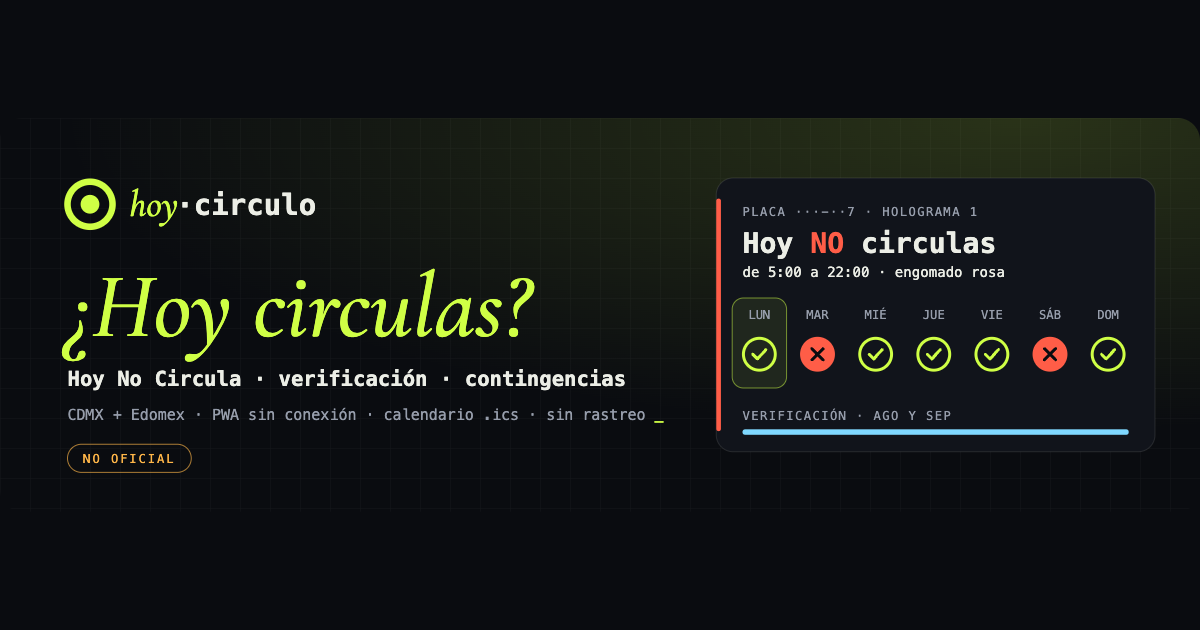 hoy·circulo
¿Hoy circulas?
Hoy No Circula · verificación · contingencias
CDMX + Edomex · PWA sin conexión · calendario .ics · sin rastreo _
NO OFICIAL
PLACA ···–··7 · HOLOGRAMA 1
Hoy NO circulas
de 5:00 a 22:00 · engomado rosa
LUN MAR MIÉ JUE VIE SÁB DOM
VERIFICACIÓN · AGO Y SEP